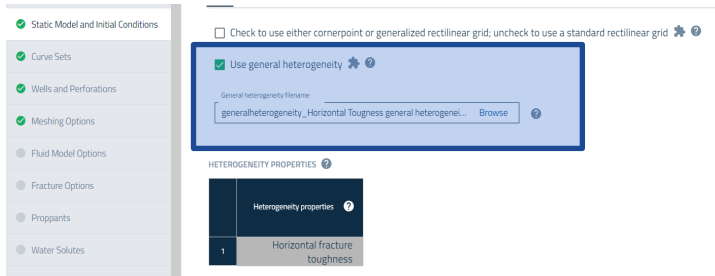 Static Model and Initial Conditions
Curve Sets
Wells and Perforations
Meshing Options
Fluid Model Options
Fracture Options
Proppants
Water Solutes
Check to use either cornerpoint or generalized rectilinear grid; uncheck to use a standard rectilinear grid ?
Use general heterogeneity ?
General heterogeneity filename
generalheterogeneity_Horizontal Tougness general heterogenei... Browse ?
HETEROGENEITY PROPERTIES ?
Heterogeneity properties ?
1 Horizontal fracture
toughness